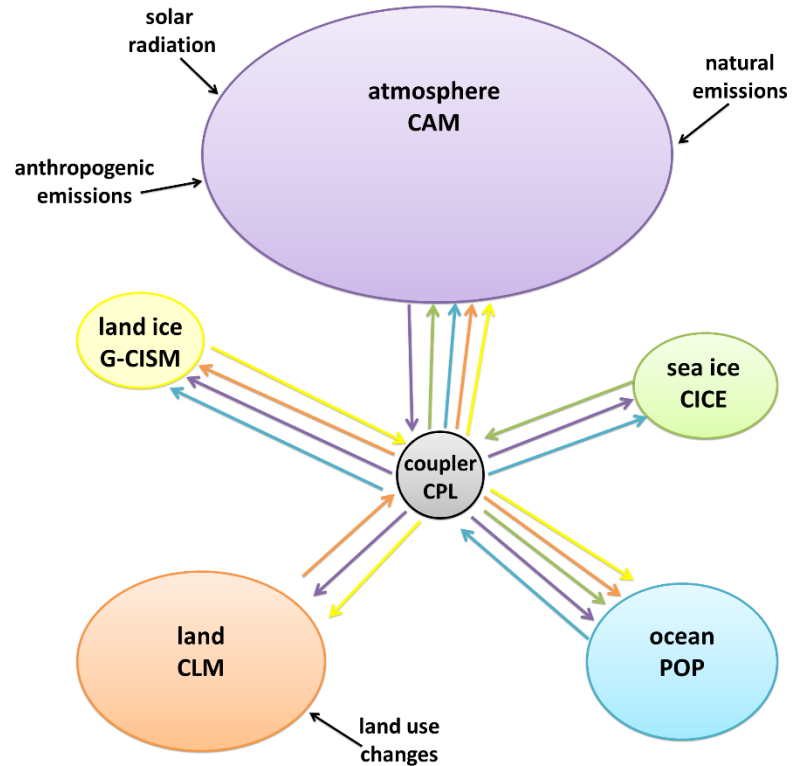 solar
radiation
natural
emissions
atmosphere
CAM
anthropogenic
emissions
land ice
G-CISM
sea ice
CICE
coupler
CPL
land
CLM
ocean
POP
land use
changes